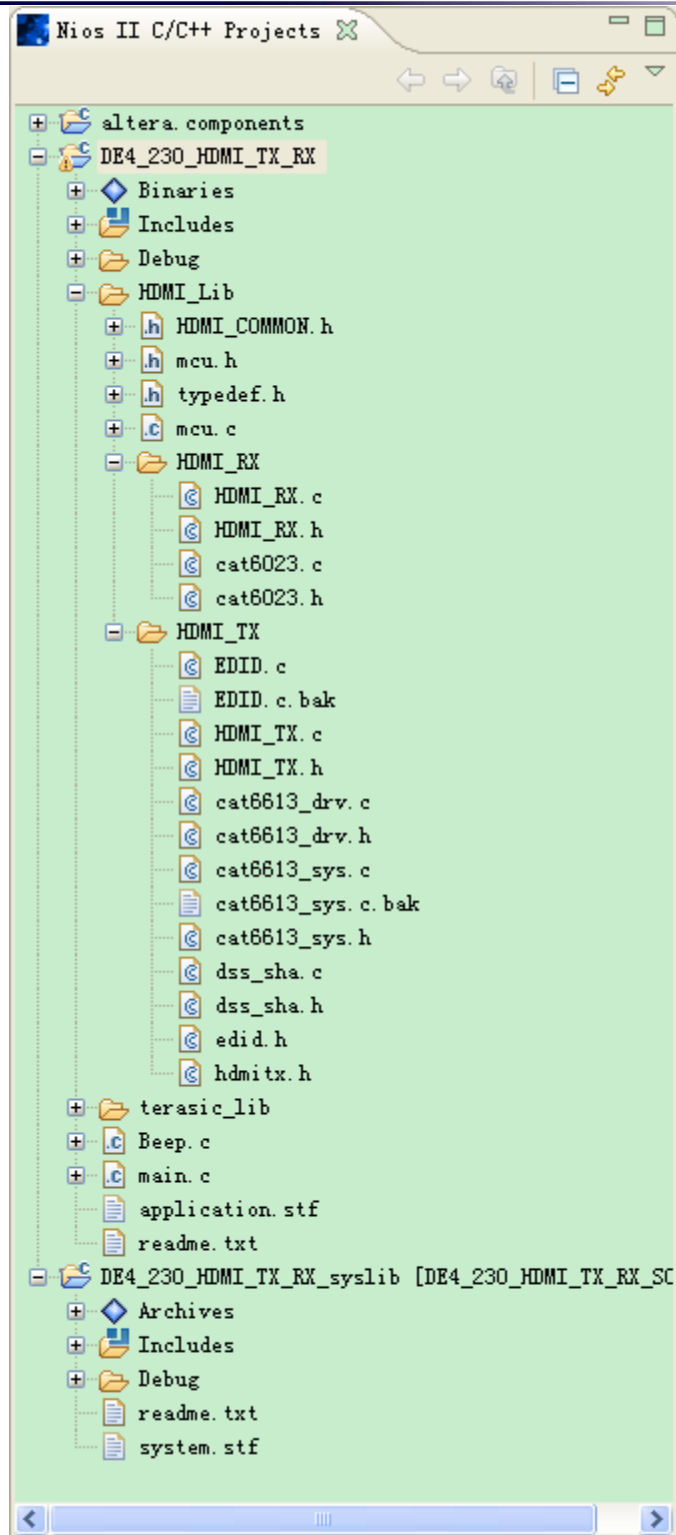 Nios II C/C++ Projects
altera.components
DE4_230_HDMI_TX_RX
Binaries
Includes
Debug
HDMI_Lib
.h HDMI_COMMON.h
.h mcu.h
.h typedef.h
.c mcu.c
HDMI_RX
c HDMI_RX.c
c HDMI_RX.h
c cat6023.c
c cat6023.h
HDMI_TX
c EDID.c
EDID.c.bak
c HDMI_TX.c
c HDMI_TX.h
c cat6613_drv.c
c cat6613_drv.h
c cat6613_sys.c
cat6613_sys.c.bak
c cat6613_sys.h
c dss_sha.c
c dss_sha.h
c edid.h
c hdmitx.h
terasic_lib
.c Beep.c
.c main.c
application.stf
readme.txt
DE4_230_HDMI_TX_RX_syslib [DE4_230_HDMI_TX_RX_SC
Archives
Includes
Debug
readme.txt
system.stf